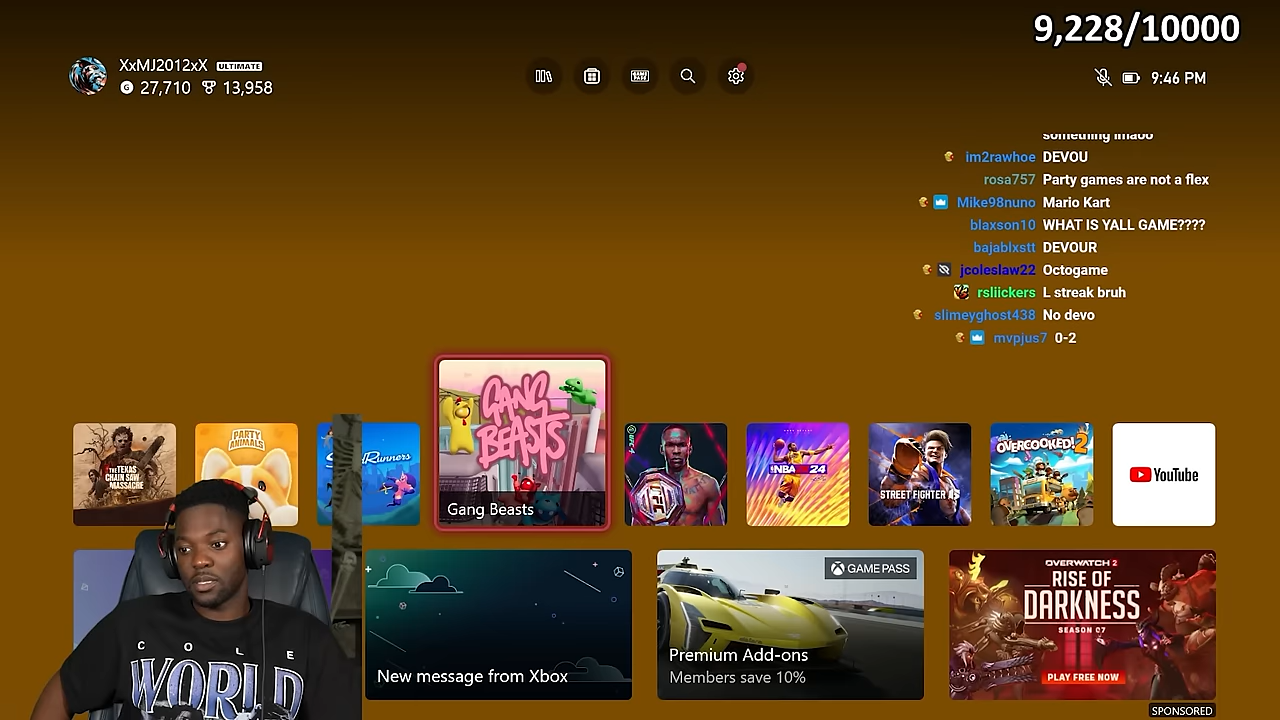 9,228/10000
XxMJ2012xX ULTIMATE
G 27,710 13,958
9:46 PM
something lmaoo
im2rawhoe DEVOU
rosa757 Party games are not a flex
Mike98nuno Mario Kart
blaxson10 WHAT IS YALL GAME????
bajablxstt DEVOUR
jcoleslaw22 Octogame
rsliickers L streak bruh
slimeyghost438 No devo
mvpjus7 0-2
THE TEXAS
CHAIN SAW
MASSACRE
PARTY
ANIMALS
Runners
GANG
BEASTS
Gang Beasts
NBA 24
STREET FIGHTER
OVERCOOKED! 2
YouTube
New message from Xbox
GAME PASS
Premium Add-ons
Members save 10%
OVERWATCH 2
RISE OF
DARKNESS
SEASON 07
PLAY FREE NOW
SPONSORED
C O L E
WORLD